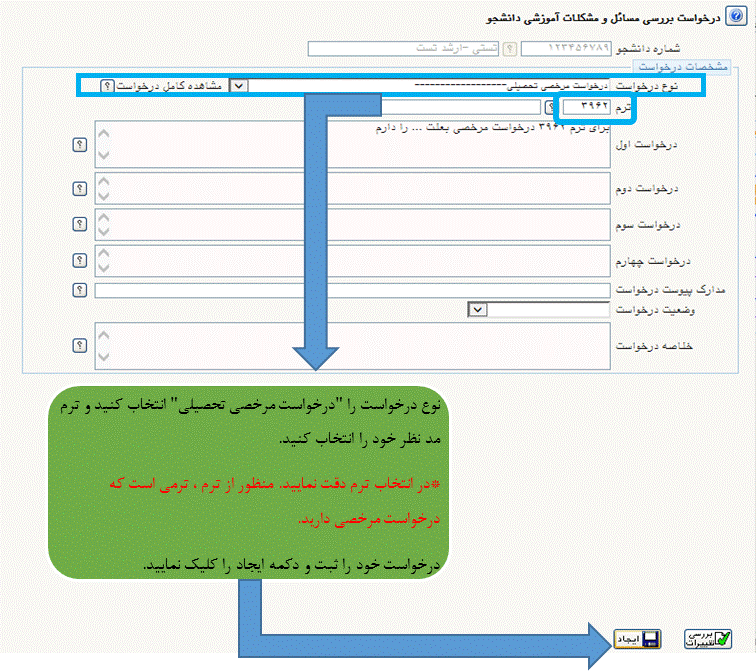 درخواست بررسی مسائل و مشکلات آموزشی دانشجو
شماره دانشجو ۱۲۳۴۵۶۷۸۹ تستی -ارشد تست
مشخصات درخواست
نوع درخواست درخواست مرخصی تحصیلی------------------ مشاهده کامل درخواست
ترم ۳۹۶۲
درخواست اول برای ترم ۳۹۶۲ درخواست مرخصی بعلت ... را دارم
درخواست دوم
درخواست سوم
درخواست چهارم
مدارک پیوست درخواست
وضعیت درخواست
خلاصه درخواست
نوع درخواست را "درخواست مرخصی تحصیلی" انتخاب کنید و ترم
مد نظر خود را انتخاب کنید.
*در انتخاب ترم دقت نمایید. منظور از ترم ، ترمی است که
درخواست مرخصی دارید.
درخواست خود را ثبت و دکمه ایجاد را کلیک نمایید.
بررسی
تغییرات
ایجاد